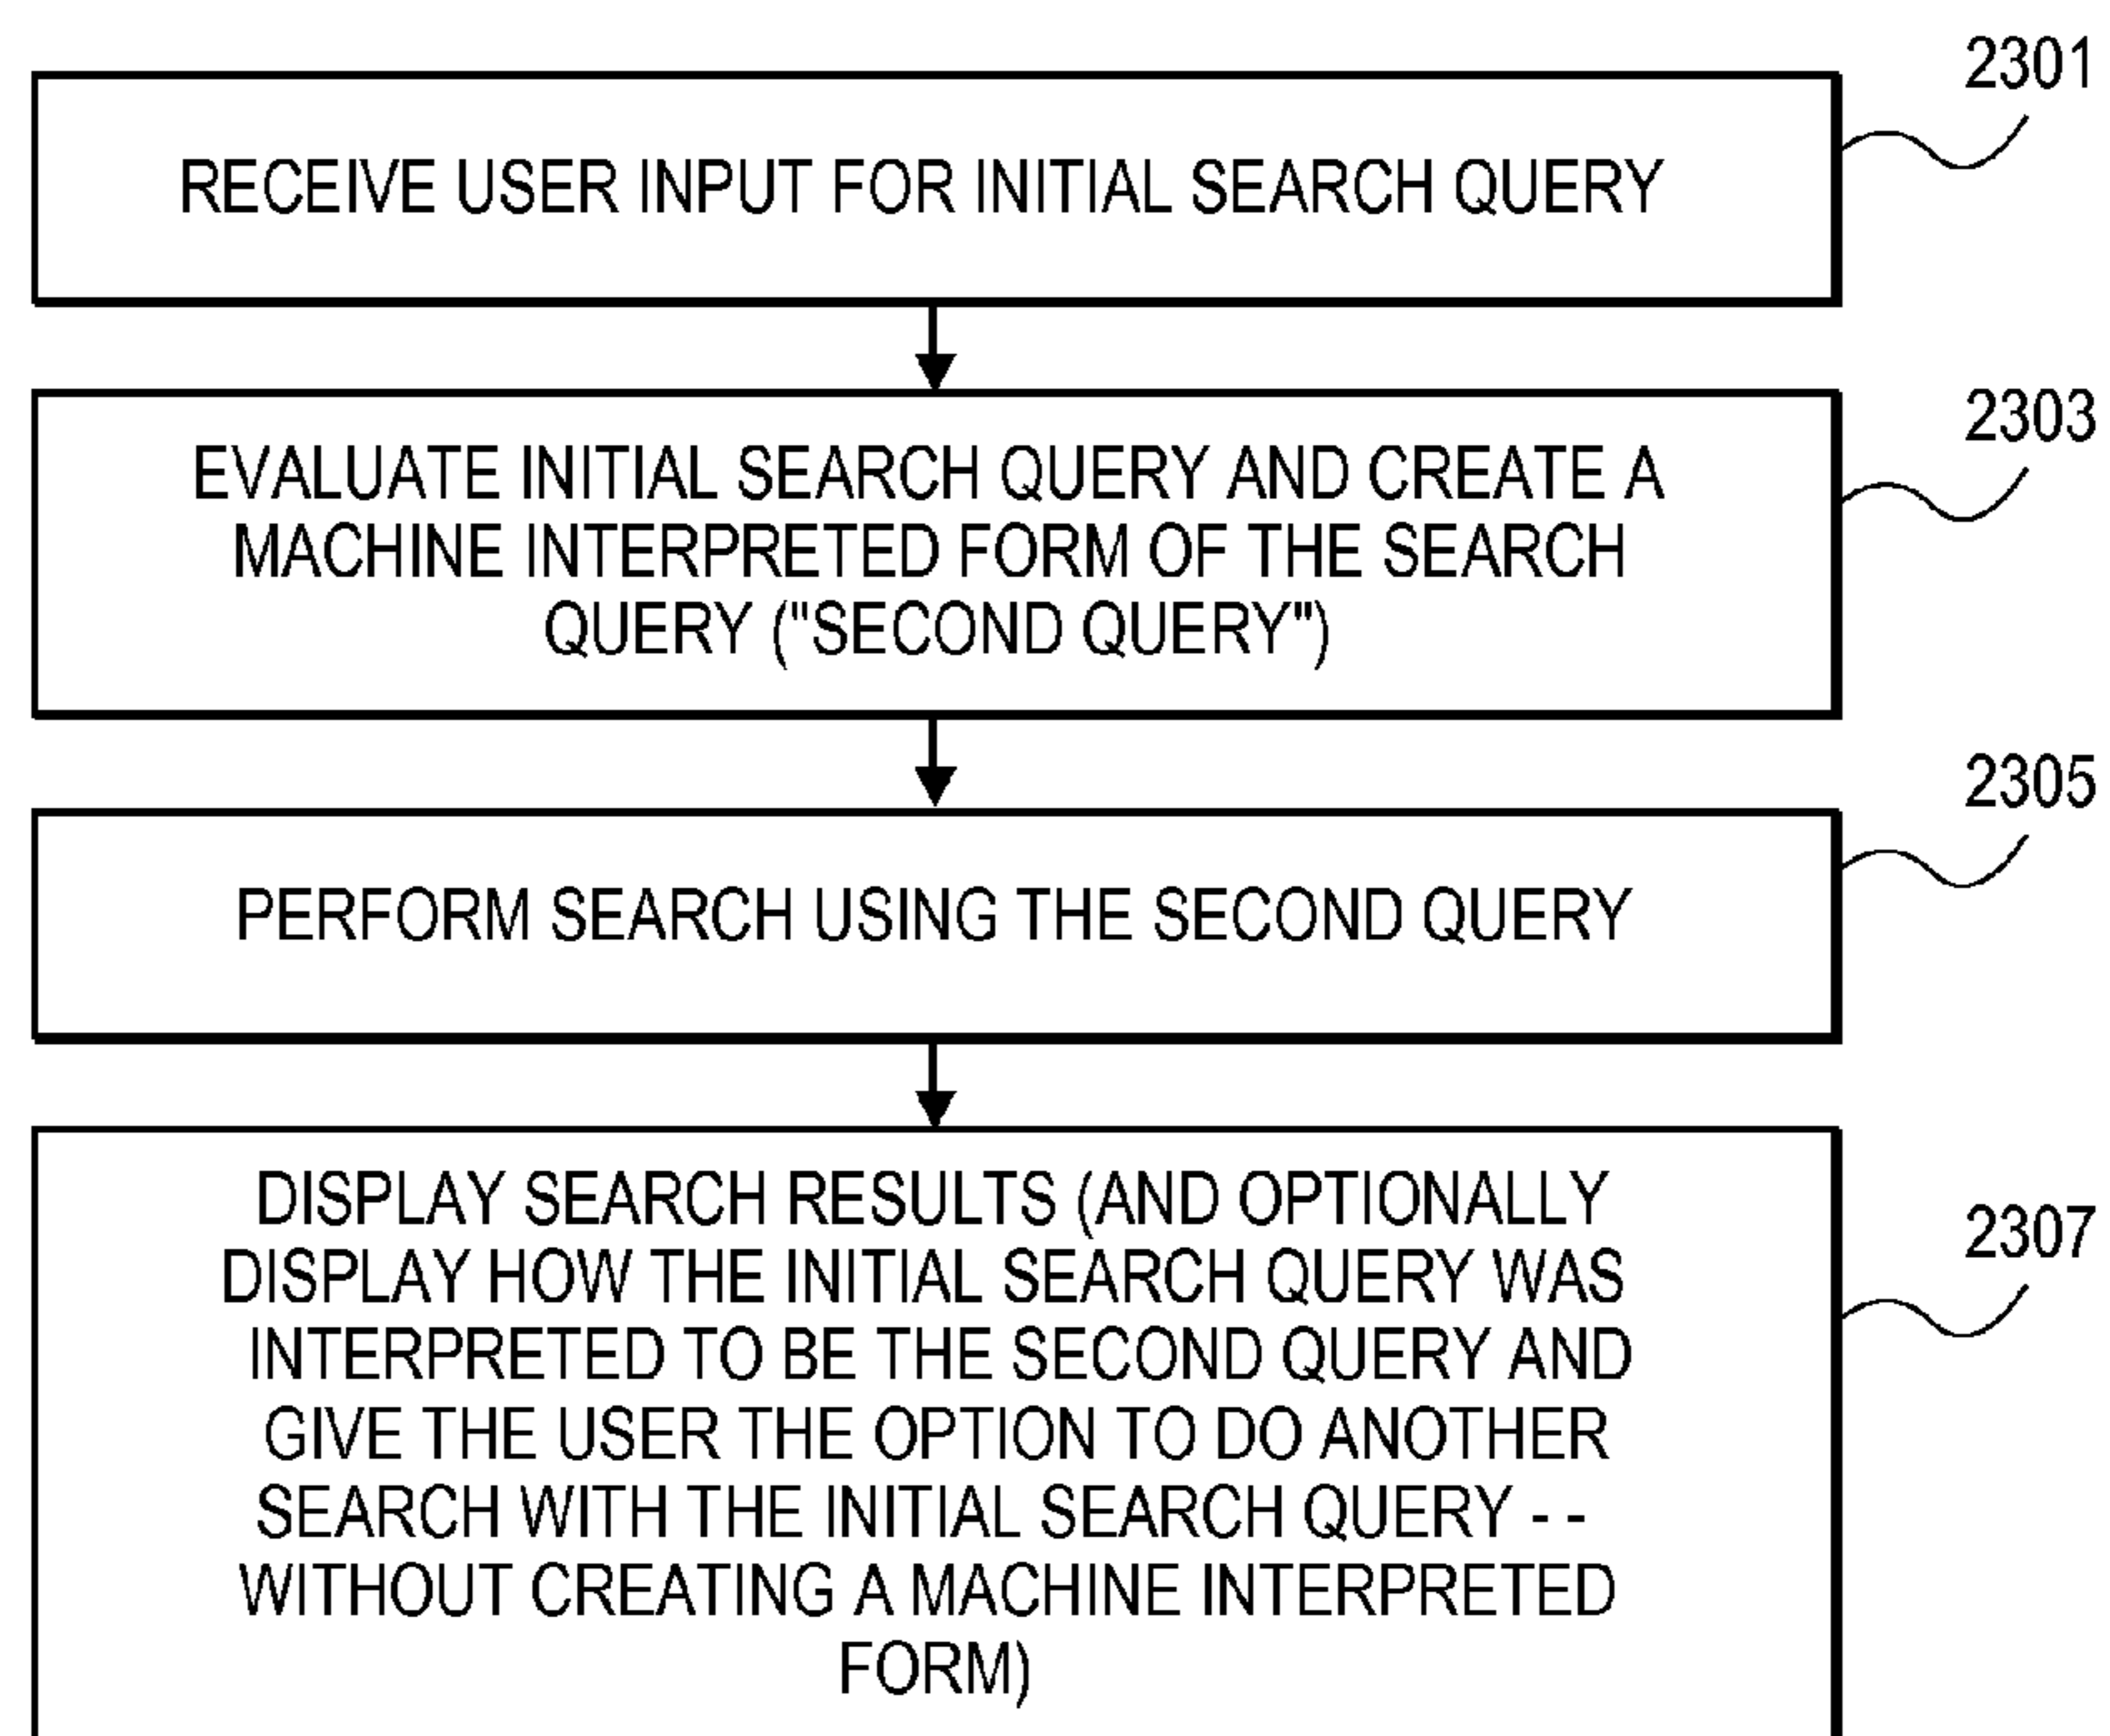 2301
RECEIVE USER INPUT FOR INITIAL SEARCH QUERY
2303
EVALUATE INITIAL SEARCH QUERY AND CREATE A
MACHINE INTERPRETED FORM OF THE SEARCH
QUERY ("SECOND QUERY")
2305
PERFORM SEARCH USING THE SECOND QUERY
2307
DISPLAY SEARCH RESULTS (AND OPTIONALLY
DISPLAY HOW THE INITIAL SEARCH QUERY WAS
INTERPRETED TO BE THE SECOND QUERY AND
GIVE THE USER THE OPTION TO DO ANOTHER
SEARCH WITH THE INITIAL SEARCH QUERY - -
WITHOUT CREATING A MACHINE INTERPRETED
FORM)